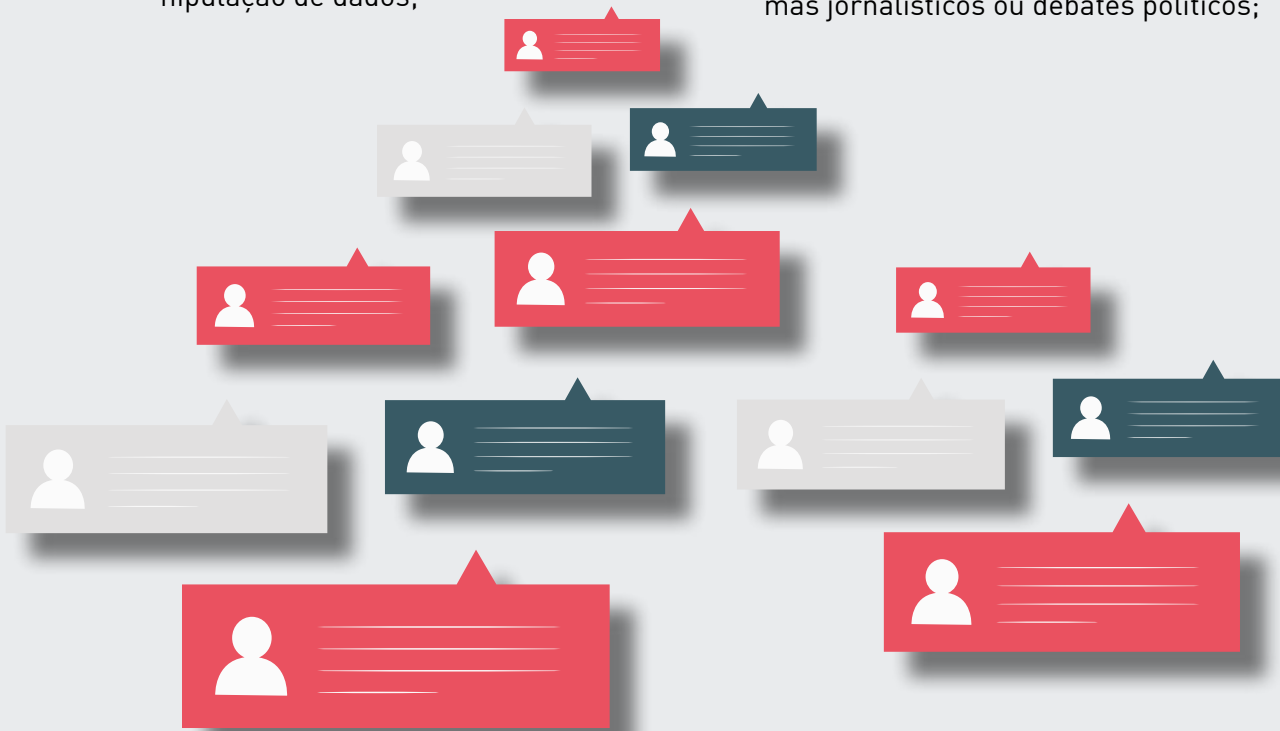 nipulação de dados;
mas jornalísticos ou debates políticos;